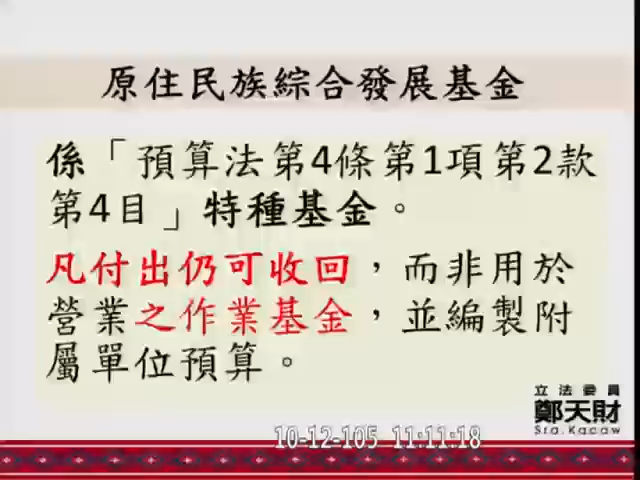 原住民族綜合發展基金
係「預算法第4條第1項第2款
第4目」特種基金。
凡付出仍可收回，而非用於
營業之作業基金，並編製附
屬單位預算。
立法委員
鄭天財
Sra.Kacaw
10-12-105 11:11:18